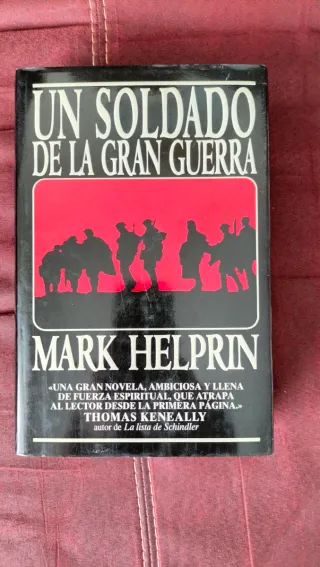 UN SOLDADO
DE LA GRAN GUERRA
MARK HELPRIN
«UNA GRAN NOVELA, AMBICIOSA Y LLENA
DE FUERZA ESPIRITUAL, QUE ATRAPA
AL LECTOR DESDE LA PRIMERA PÁGINA.»
THOMAS KENEALLY
autor de La lista de Schindler